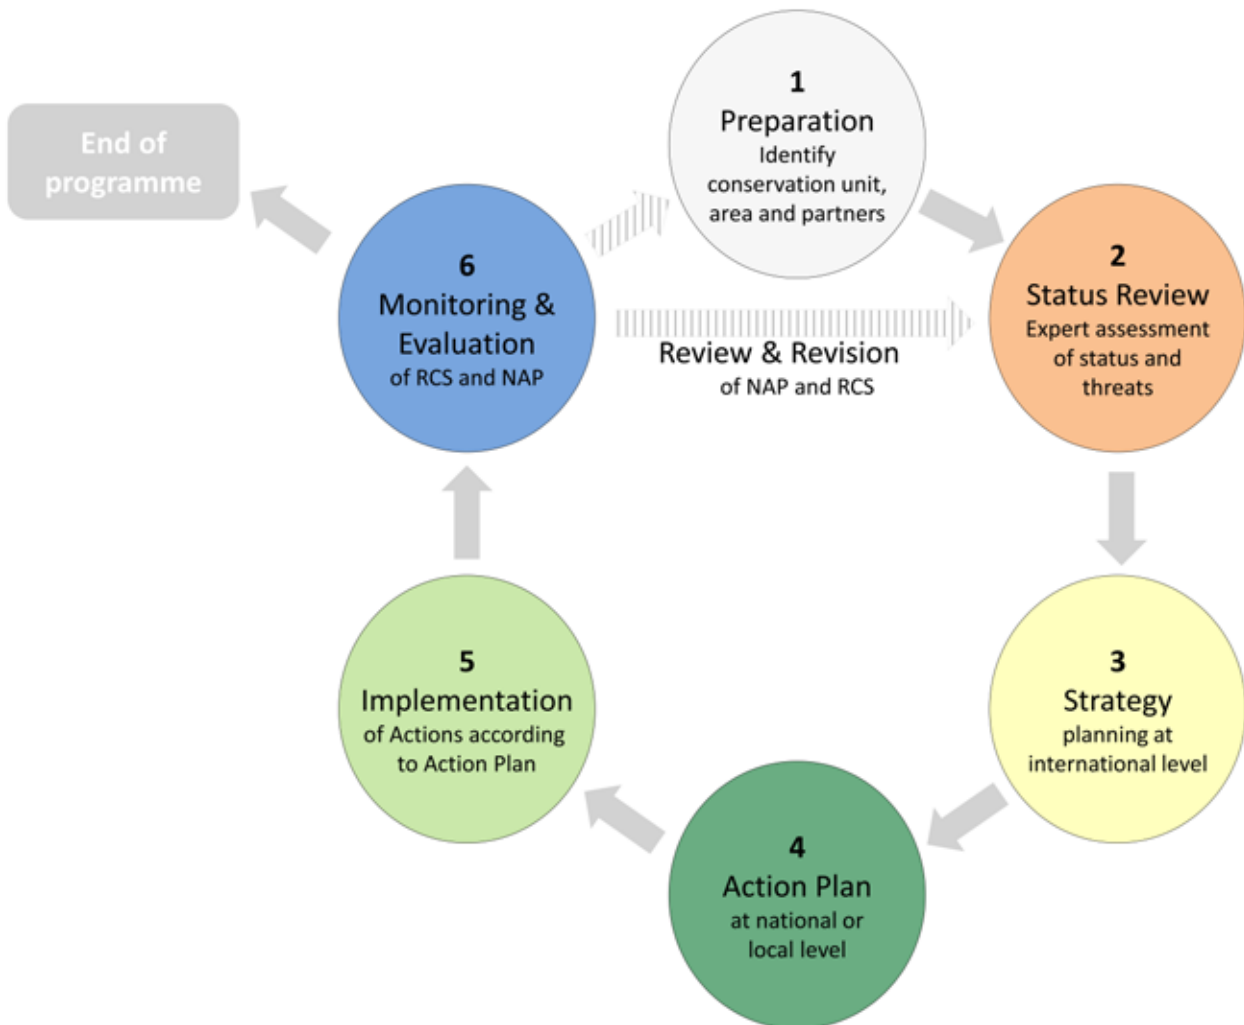 End of
programme
1
Preparation
Identify
conservation unit,
area and partners
2
Status Review
Expert assessment
of status and
threats
6
Monitoring &
Evaluation
of RCS and NAP
Review & Revision
of NAP and RCS
3
Strategy
planning at
international level
5
Implementation
of Actions according
to Action Plan
4
Action Plan
at national or
local level